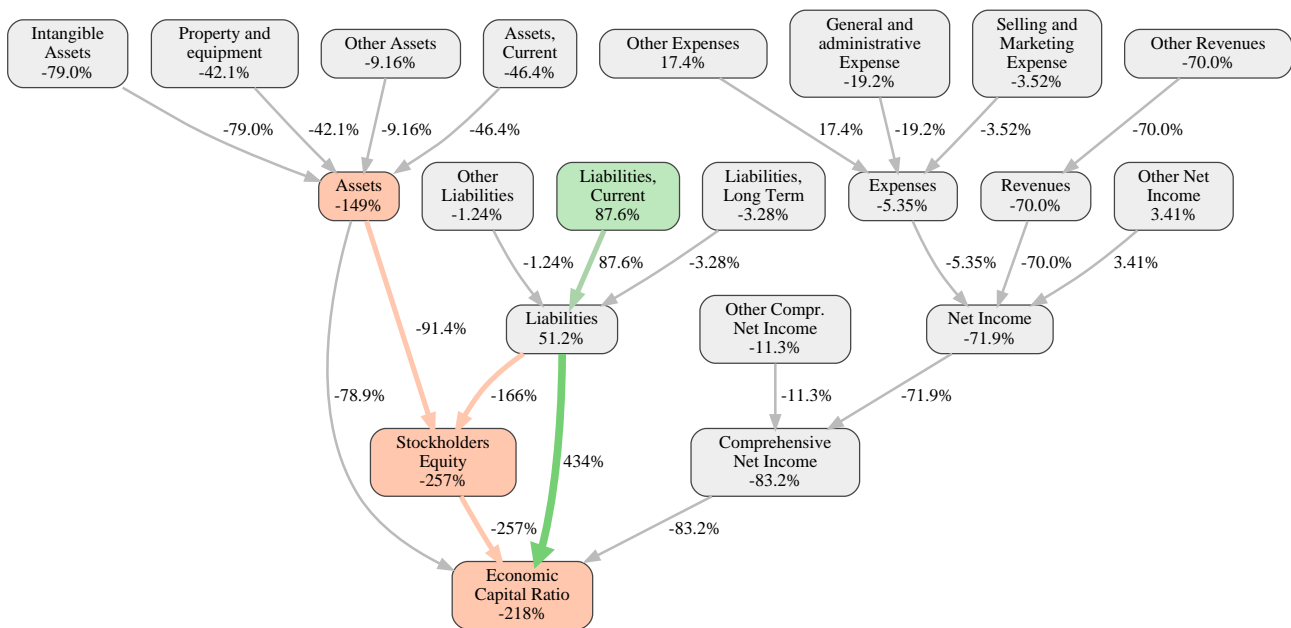 Intangible
Assets
-79.0%
Property and
equipment
-42.1%
Other Assets
-9.16%
Assets,
Current
-46.4%
Other Expenses
17.4%
General and
administrative
Expense
-19.2%
Selling and
Marketing
Expense
-3.52%
Other Revenues
-70.0%
-79.0%
-42.1%
-9.16%
-46.4%
17.4%
-19.2%
-3.52%
-70.0%
Assets
-149%
Other
Liabilities
-1.24%
Liabilities,
Current
87.6%
Liabilities,
Long Term
-3.28%
Expenses
-5.35%
Revenues
-70.0%
Other Net
Income
3.41%
-1.24%
87.6%
-3.28%
-5.35%
-70.0%
3.41%
-91.4%
Liabilities
51.2%
Other Compr.
Net Income
-11.3%
Net Income
-71.9%
-78.9%
-166%
-11.3%
-71.9%
Stockholders
Equity
-257%
434%
Comprehensive
Net Income
-83.2%
-257%
-83.2%
Economic
Capital Ratio
-218%